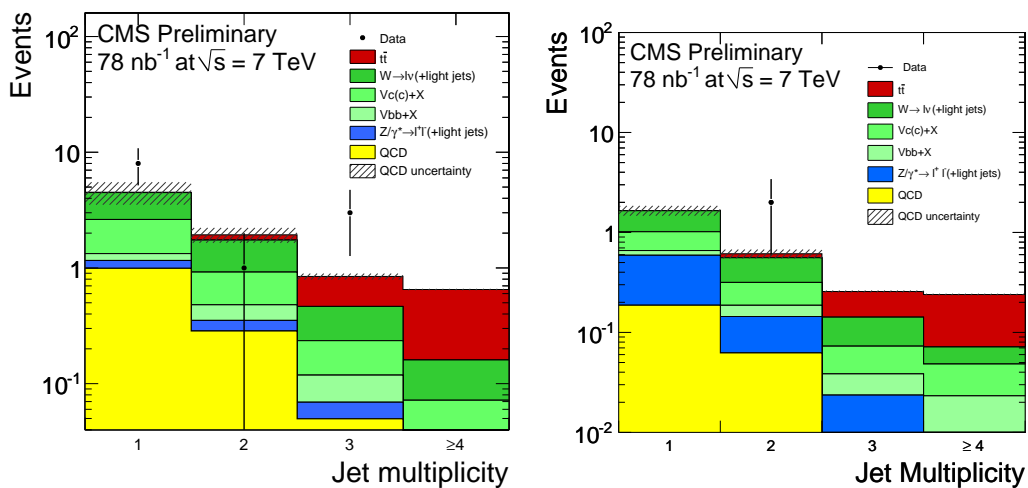 Events
10²
10
1
10⁻¹
CMS Preliminary
78 nb⁻¹ at √s = 7 TeV
Data
tt̄
W→lν(+light jets)
Vc(c)+X
Vbb+X
Z/γ*→l⁺l⁻(+light jets)
QCD
QCD uncertainty
1 2 3 ≥4
Jet multiplicity
Events
10²
10
1
10⁻¹
10⁻²
CMS Preliminary
78 nb⁻¹ at √s = 7 TeV
Data
tt̄
W→ lν(+light jets)
Vc(c)+X
Vbb+X
Z/γ*→ l⁺ l⁻(+light jets)
QCD
QCD uncertainty
1 2 3 ≥ 4
Jet Multiplicity